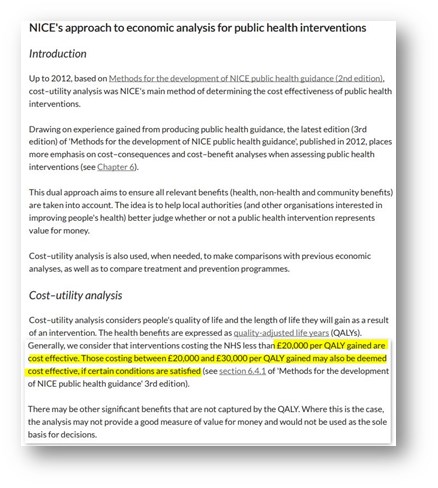 NICE's approach to economic analysis for public health interventions
Introduction
Up to 2012, based on Methods for the development of NICE public health guidance (2nd edition),
cost–utility analysis was NICE's main method of determining the cost effectiveness of public health
interventions.
Drawing on experience gained from producing public health guidance, the latest edition (3rd
edition) of 'Methods for the development of NICE public health guidance', published in 2012, places
more emphasis on cost–consequences and cost–benefit analyses when assessing public health
interventions (see Chapter 6).
This dual approach aims to ensure all relevant benefits (health, non-health and community benefits)
are taken into account. The idea is to help local authorities (and other organisations interested in
improving people's health) better judge whether or not a public health intervention represents
value for money.
Cost–utility analysis is also used, when needed, to make comparisons with previous economic
analyses, as well as to compare treatment and prevention programmes.
Cost–utility analysis
Cost–utility analysis considers people's quality of life and the length of life they will gain as a result
of an intervention. The health benefits are expressed as quality-adjusted life years (QALYs).
Generally, we consider that interventions costing the NHS less than £20,000 per QALY gained are
cost effective. Those costing between £20,000 and £30,000 per QALY gained may also be deemed
cost effective, if certain conditions are satisfied (see section 6.4.1 of 'Methods for the development
of NICE public health guidance' 3rd edition).
There may be other significant benefits that are not captured by the QALY. Where this is the case,
the analysis may not provide a good measure of value for money and would not be used as the sole
basis for decisions.